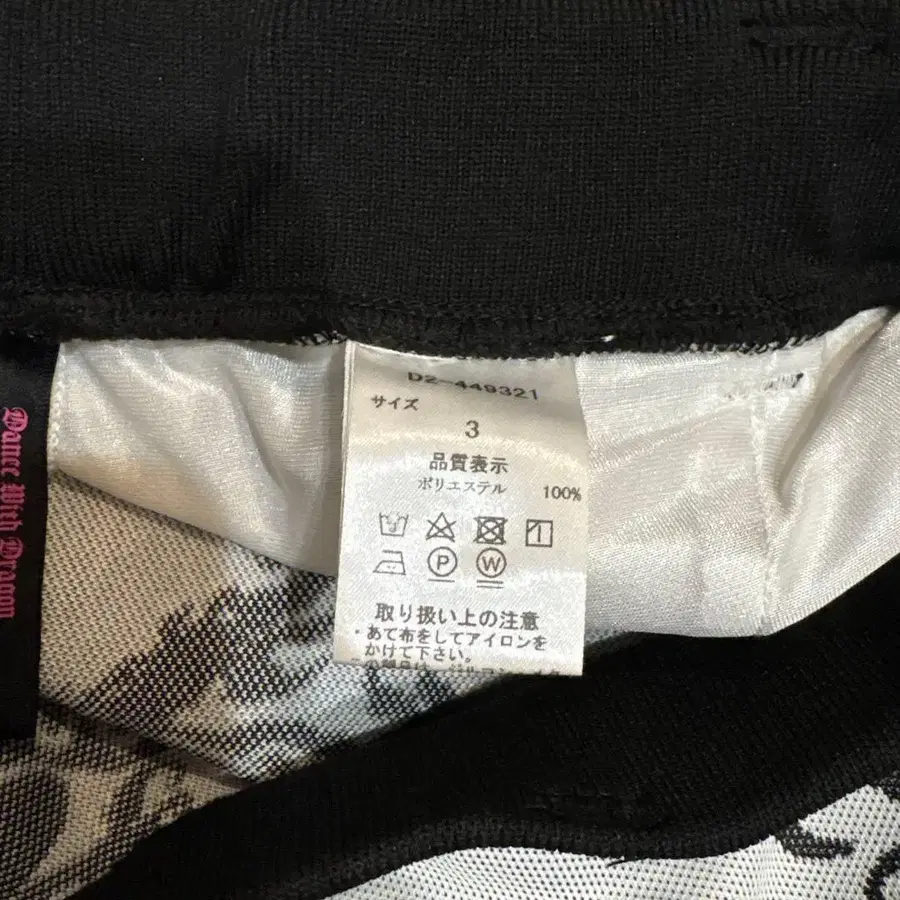 Dance With Dragon
D2-449321
サイズ
3
品質表示
ポリエステル 100%
P W
取り扱い上の注意
・あて布をしてアイロンを
かけて下さい。